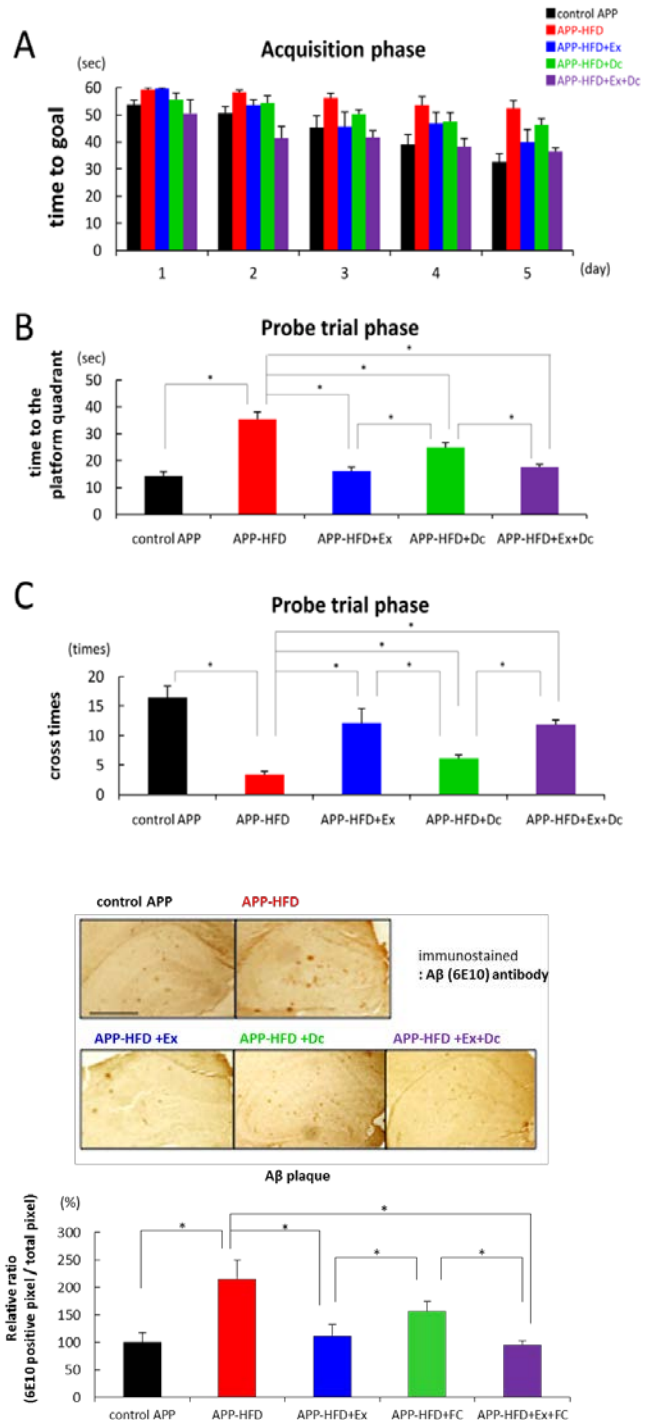 control APP
APP-HFD
APP-HFD+Ex
APP-HFD+Dc
APP-HFD+Ex+Dc
A
Acquisition phase
(sec)
time to goal
60
50
40
30
20
10
0
1 2 3 4 5 (day)
B
Probe trial phase
(sec)
time to the
platform quadrant
* * * * * *
50
40
30
20
10
0
control APP APP-HFD APP-HFD+Ex APP-HFD+Dc APP-HFD+Ex+Dc
C
Probe trial phase
(times)
cross times
* * * * * *
20
15
10
5
0
control APP APP-HFD APP-HFD+Ex APP-HFD+Dc APP-HFD+Ex+Dc
control APP APP-HFD
immunostained
: Aβ (6E10) antibody
APP-HFD +Ex APP-HFD +Dc APP-HFD +Ex+Dc
Aβ plaque
(%)
Relative ratio
(6E10 positive pixel / total pixel)
* * * * *
300
250
200
150
100
50
0
control APP APP-HFD APP-HFD+Ex APP-HFD+FC APP-HFD+Ex+FC